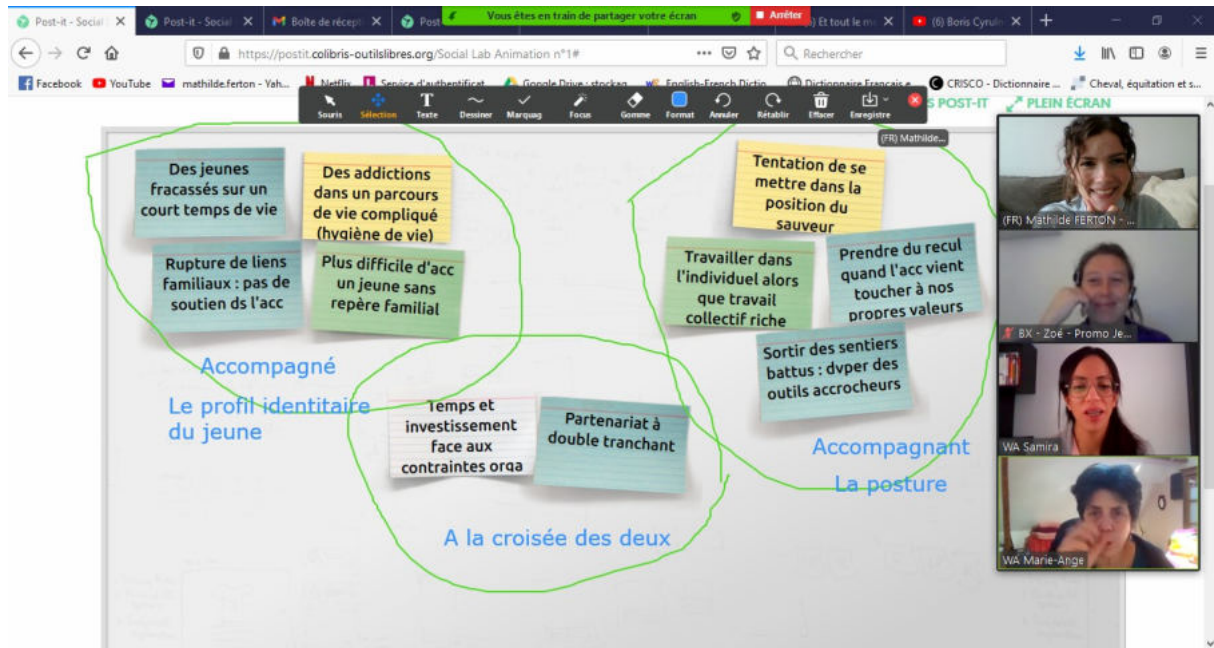 Post-it - Social
Post-it - Social
Boîte de récept
Post
Vous êtes en train de partager votre écran
Arrêter
) Et tout le m
(6) Boris Cyruln
https://postit.colibris-outilslibres.org/Social Lab Animation n°1#
Rechercher
Facebook
YouTube
mathilde.ferton - Yah...
Netflix
Service d'authentificat...
Google Drive : stockag...
English-French Dictin...
Dictionnaire Français e...
CRISCO - Dictionnaire ...
Cheval, équitation et s...
Souris
Sélection
Texte
Dessiner
Marquag
Focus
Gomme
Format
Annuler
Rétablir
Effacer
Enregistre
S POST-IT
PLEIN ÉCRAN
(FR) Mathilde...
Des jeunes
fracassés sur un
court temps de vie
Des addictions
dans un parcours
de vie compliqué
(hygiène de vie)
Rupture de liens
familiaux : pas de
soutien ds l'acc
Plus difficile d'acc
un jeune sans
repère familial
Accompagné
Le profil identitaire
du jeune
Temps et
investissement
face aux
contraintes orga
Partenariat à
double tranchant
A la croisée des deux
Tentation de se
mettre dans la
position du
sauveur
Travailler dans
l'individuel alors
que travail
collectif riche
Prendre du recul
quand l'acc vient
toucher à nos
propres valeurs
Sortir des sentiers
battus : dvper des
outils accrocheurs
Accompagnant
La posture
(FR) Mathilde FERTON - ...
BX - Zoé - Promo Je...
WA Samira
WA Marie-Ange